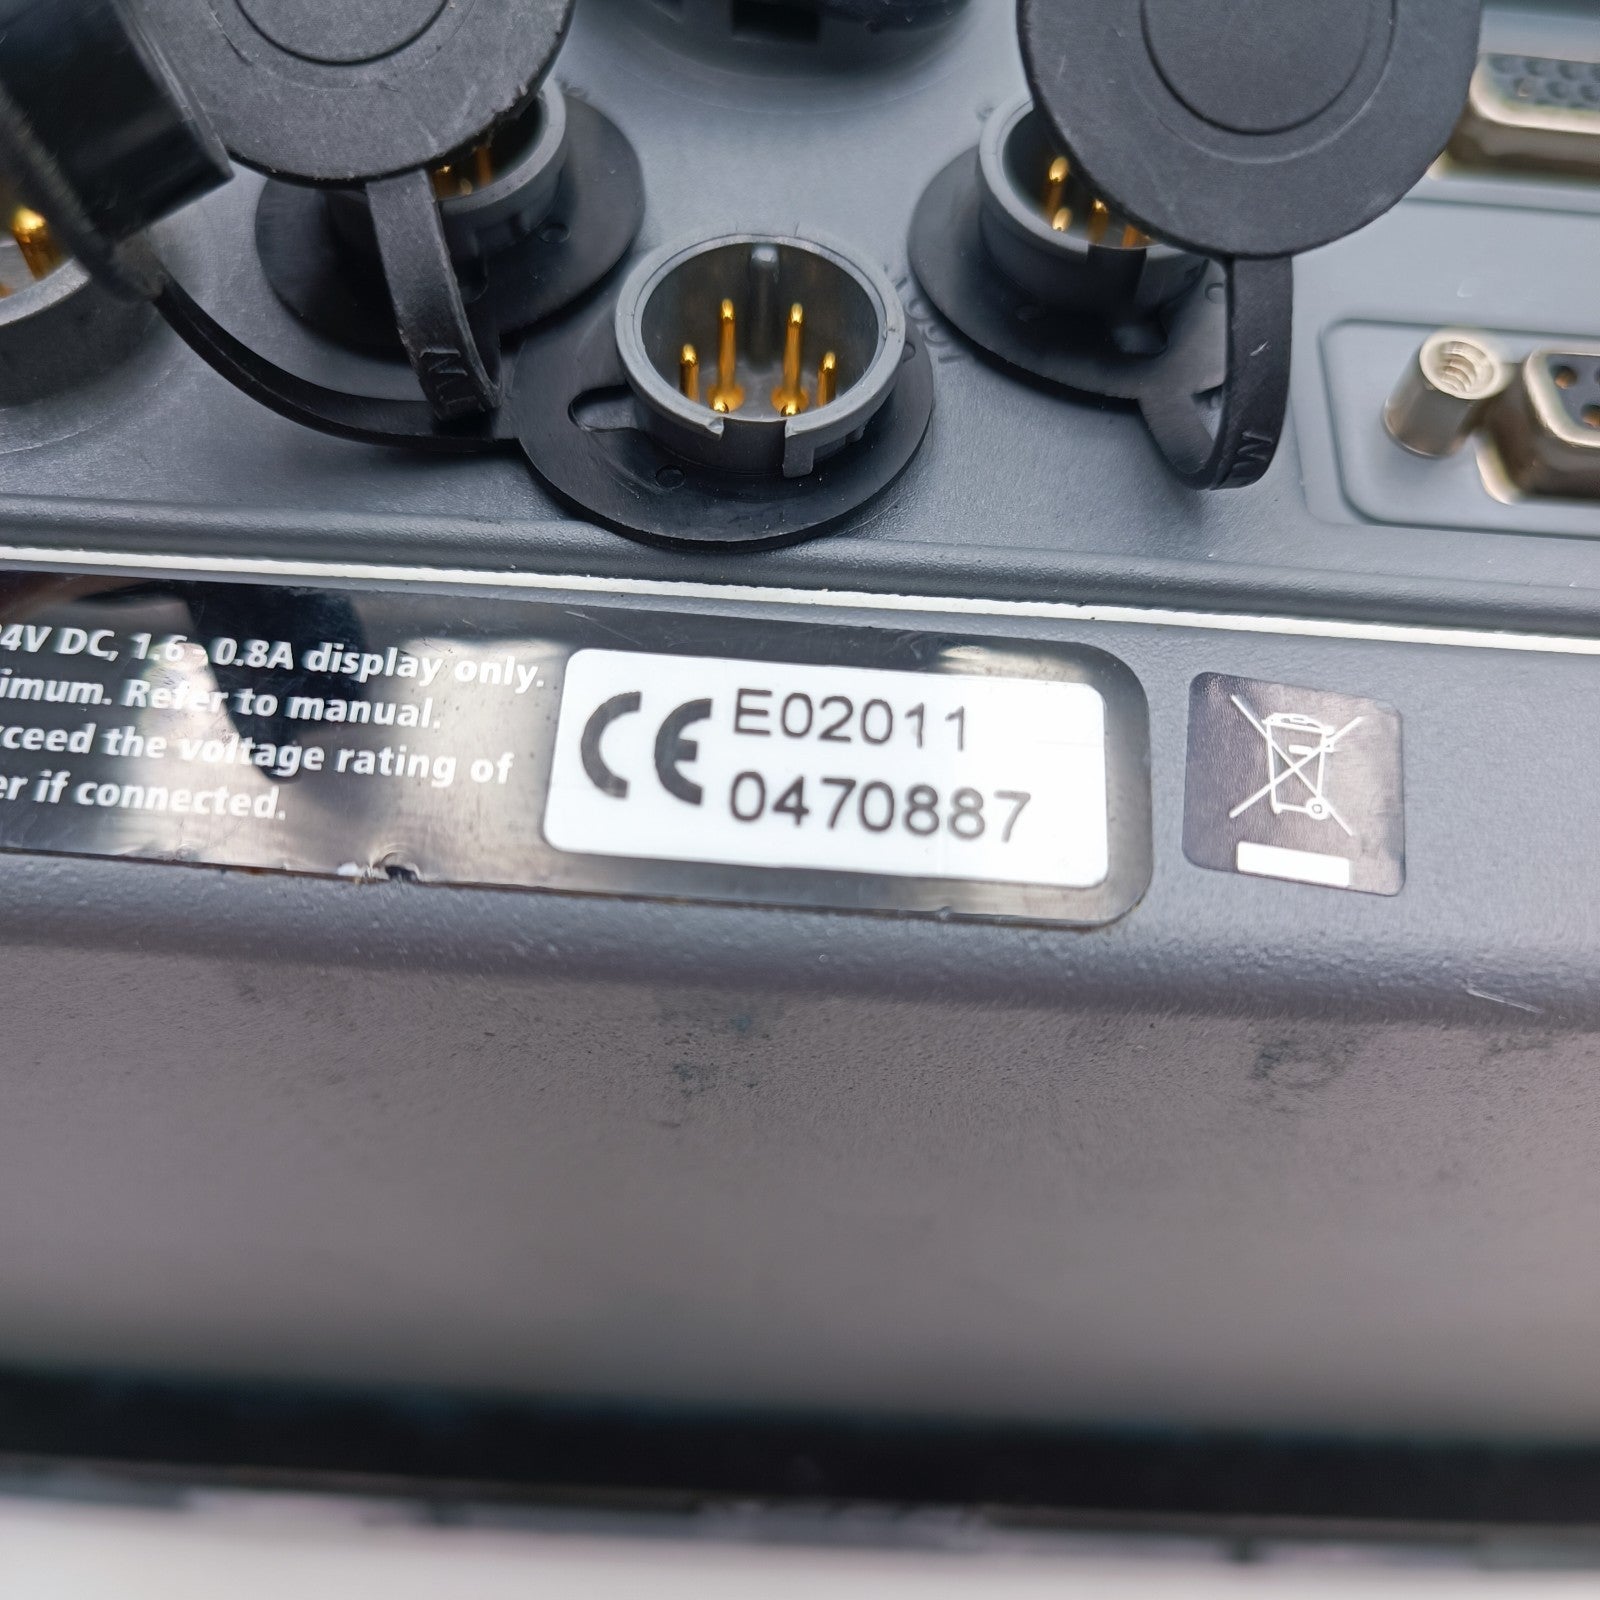 4V DC, 1.6 - 0.8A display only.
imum. Refer to manual.
ceed the voltage rating of
er if connected.
CE E02011
0470887